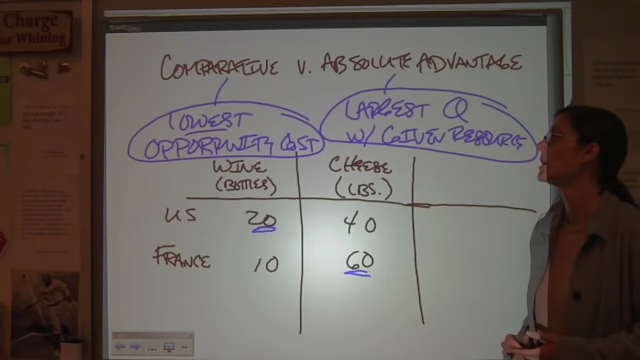 Charge
for Whining
COMPARATIVE V. ABSOLUTE ADVANTAGE
LOWEST
OPPORTUNITY COST
LARGEST Q
W/ GIVEN RESOURCE
WINE
(BOTTLES)
CHEESE
(LBS.)
US 20 40
FRANCE 10 60